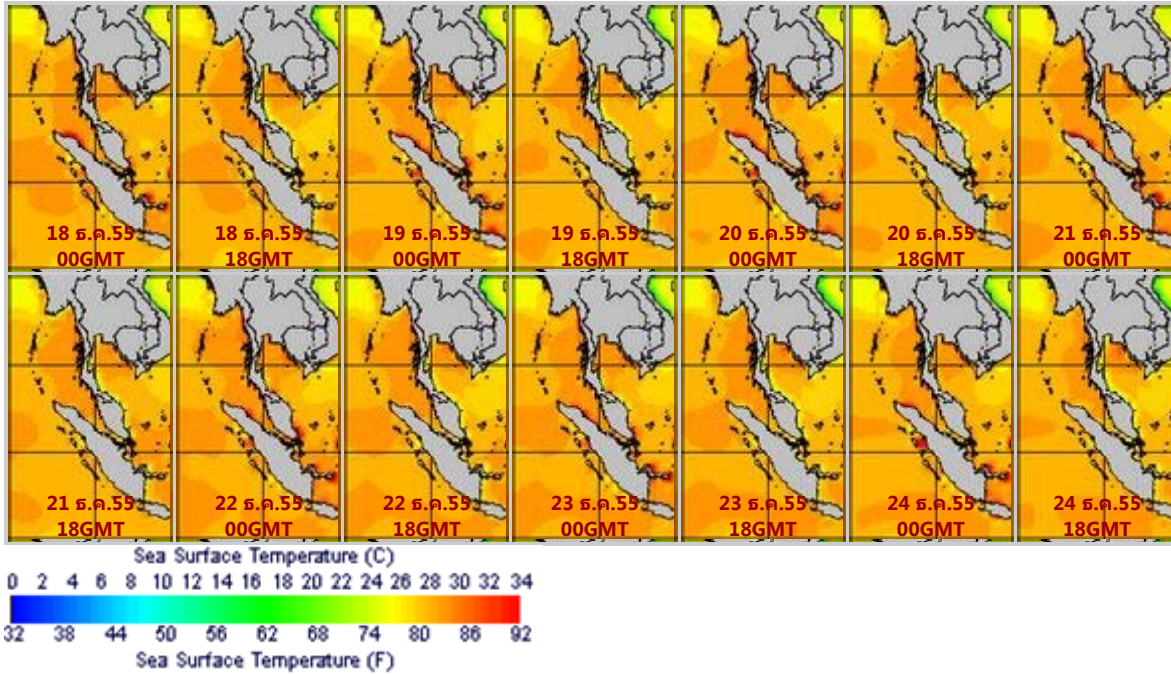 18 ธ.ค.55
00GMT
18 ธ.ค.55
18GMT
19 ธ.ค.55
00GMT
19 ธ.ค.55
18GMT
20 ธ.ค.55
00GMT
20 ธ.ค.55
18GMT
21 ธ.ค.55
00GMT
21 ธ.ค.55
18GMT
22 ธ.ค.55
00GMT
22 ธ.ค.55
18GMT
23 ธ.ค.55
00GMT
23 ธ.ค.55
18GMT
24 ธ.ค.55
00GMT
24 ธ.ค.55
18GMT
Sea Surface Temperature (C)
0 2 4 6 8 10 12 14 16 18 20 22 24 26 28 30 32 34
32 38 44 50 56 62 68 74 80 86 92
Sea Surface Temperature (F)